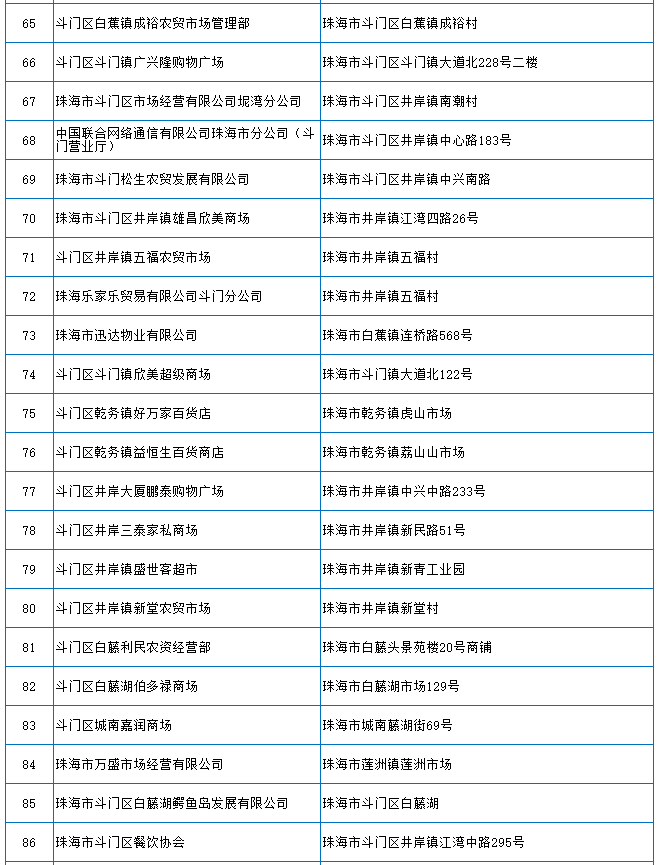 65 斗门区白蕉镇成裕农贸市场管理部 珠海市斗门区白蕉镇成裕村
66 斗门区斗门镇广兴隆购物广场 珠海市斗门区斗门镇大道北228号二楼
67 珠海市斗门区市场经营有限公司坭湾分公司 珠海市斗门区井岸镇南潮村
68 中国联合网络通信有限公司珠海市分公司（斗
门营业厅） 珠海市斗门区井岸镇中心路183号
69 珠海市斗门松生农贸发展有限公司 珠海市斗门区井岸镇中兴南路
70 珠海市斗门区井岸镇雄昌欣美商场 珠海市井岸镇江湾四路26号
71 斗门区井岸镇五福农贸市场 珠海市井岸镇五福村
72 珠海乐家乐贸易有限公司斗门分公司 珠海市井岸镇五福村
73 珠海市迅达物业有限公司 珠海市白蕉镇连桥路568号
74 斗门区斗门镇欣美超级商场 珠海市斗门镇大道北122号
75 斗门区乾务镇好万家百货店 珠海市乾务镇虎山市场
76 斗门区乾务镇益恒生百货商店 珠海市乾务镇荔山山市场
77 斗门区井岸大厦鹏泰购物广场 珠海市井岸镇中兴中路233号
78 斗门区井岸三泰家私商场 珠海市井岸镇新民路51号
79 斗门区井岸镇盛世客超市 珠海市井岸镇新青工业园
80 斗门区井岸镇新堂农贸市场 珠海市井岸镇新堂村
81 斗门区白藤利民农资经营部 珠海市白藤头景苑楼20号商铺
82 斗门区白藤湖伯多禄商场 珠海市白藤湖市场129号
83 斗门区城南嘉润商场 珠海市城南藤湖街69号
84 珠海市万盛市场经营有限公司 珠海市莲洲镇莲洲市场
85 珠海市斗门区白藤湖鳄鱼岛发展有限公司 珠海市斗门区白藤湖
86 珠海市斗门区餐饮协会 珠海市斗门区井岸镇江湾中路295号